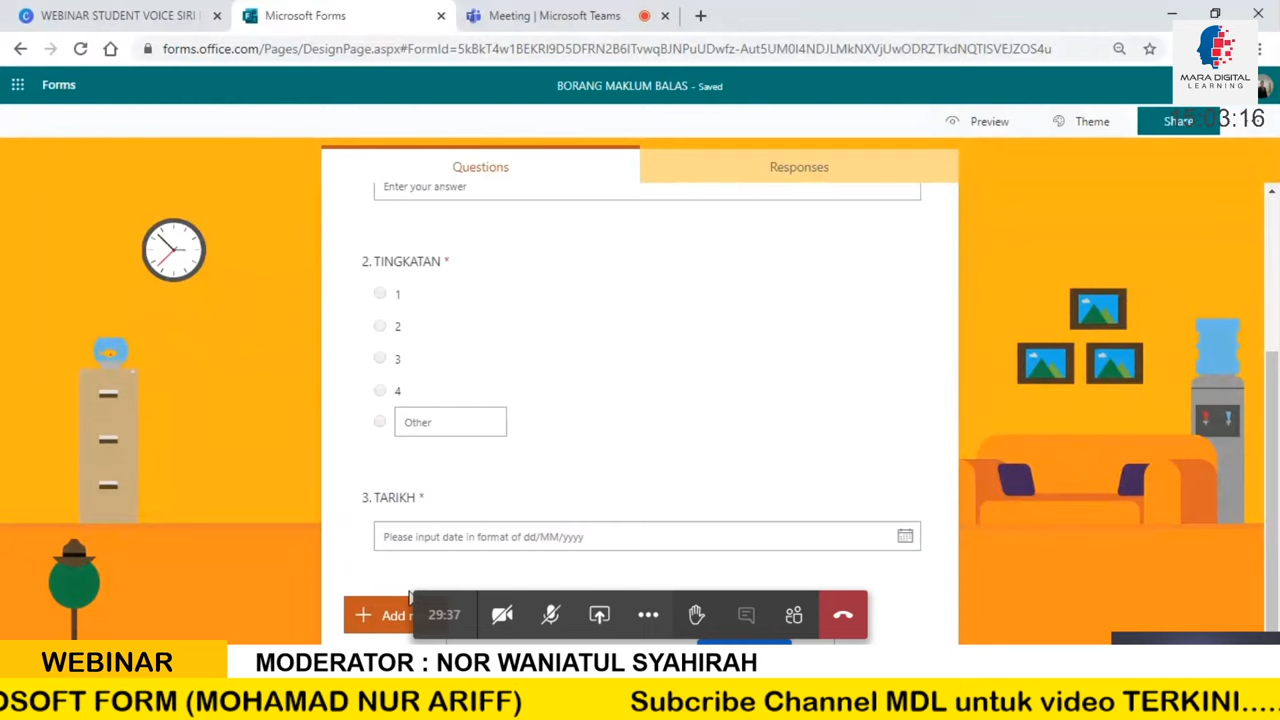 WEBINAR STUDENT VOICE SIRI
Microsoft Forms
Meeting | Microsoft Teams
forms.office.com/Pages/DesignPage.aspx#FormId=5kBkT4w1BEKRI9D5DFRN2B6ITvwqBJNPuUDwfz-Aut5UM0I4NDJLMkNXVjUwODRZTkdNQTlSVEJZOS4u
MARA DIGITAL
LEARNING
Forms
BORANG MAKLUM BALAS - Saved
Preview
Theme
Share
:03:16
Questions
Responses
Enter your answer
2. TINGKATAN *
1
2
3
4
Other
3. TARIKH *
Please input date in format of dd/MM/yyyy
Add
29:37
WEBINAR
MODERATOR : NOR WANIATUL SYAHIRAH
OSOFT FORM (MOHAMAD NUR ARIFF)
Subcribe Channel MDL untuk video TERKINI.....